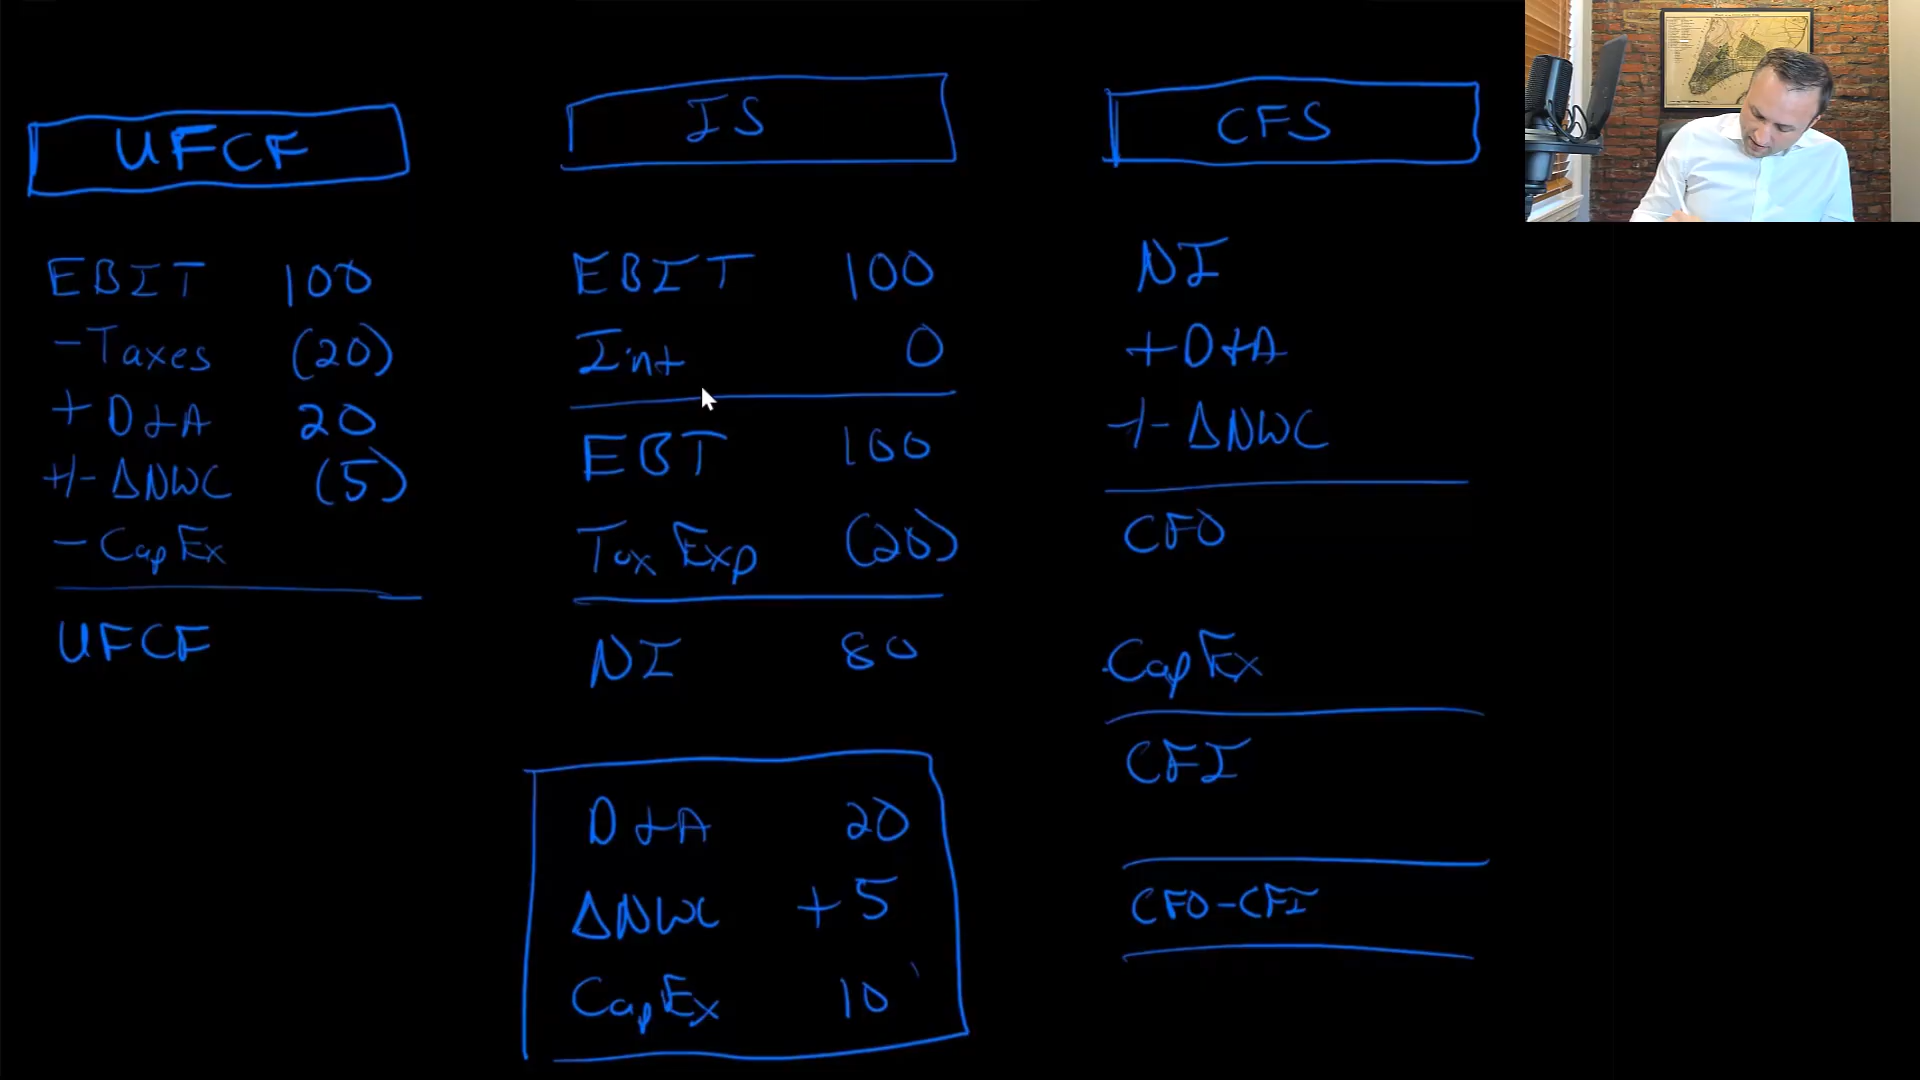 UFCF
EBIT 100
- Taxes (20)
+ D&A 20
+/- ΔNWC (5)
- CapEx
UFCF
IS
EBIT 100
Int 0
EBT 100
Tax Exp (20)
NI 80
D&A 20
ΔNWC +5
CapEx 10
CFS
NI
+ D&A
+/- ΔNWC
CFO
CapEx
CFI
CFO-CFI